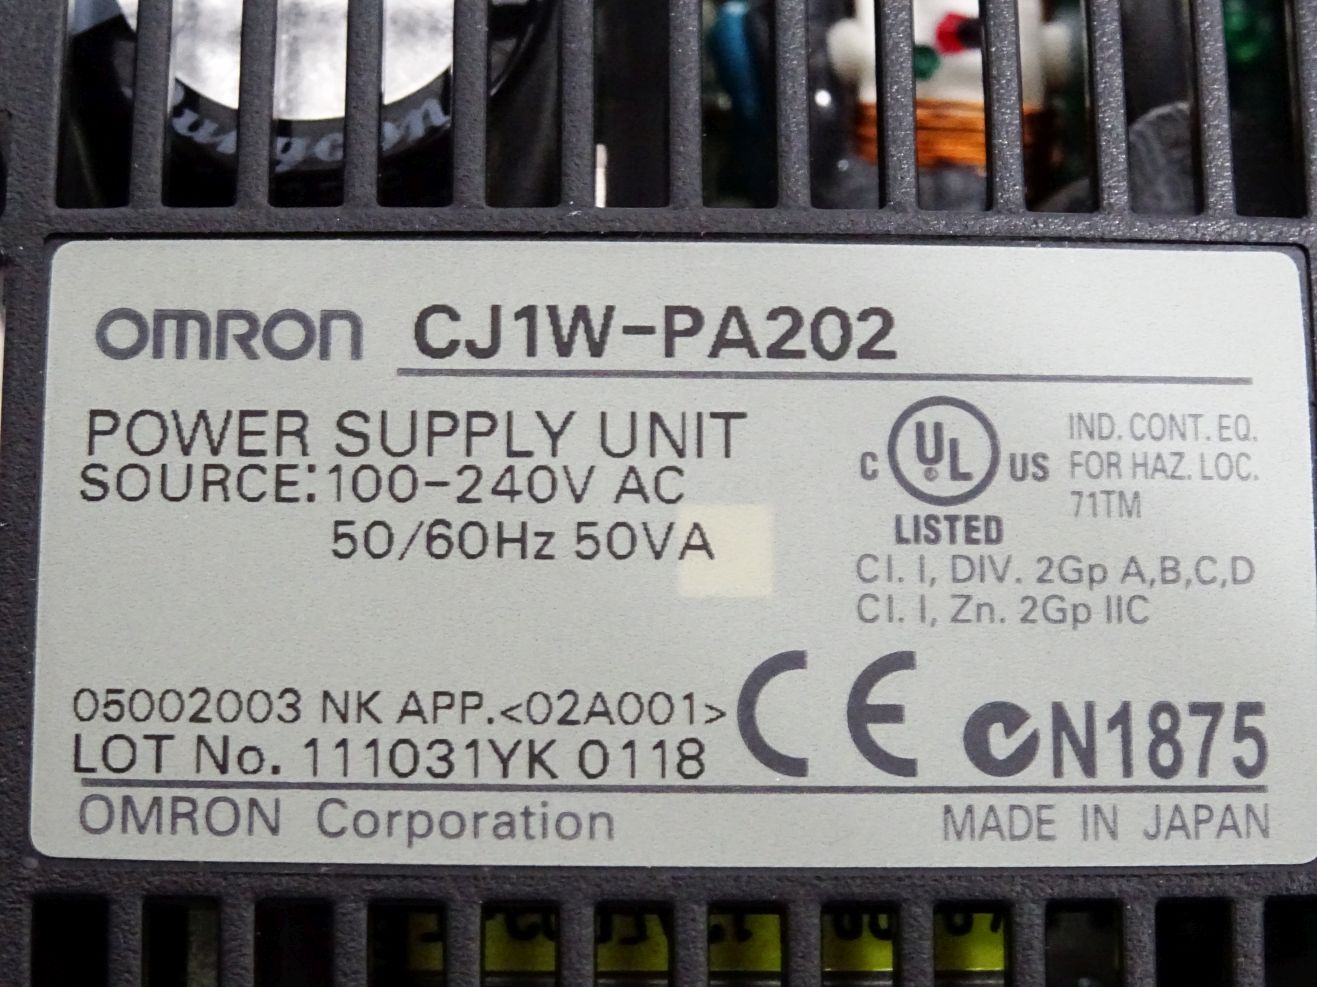 Sungcon
OMRON CJ1W-PA202
POWER SUPPLY UNIT
SOURCE: 100-240V AC
50/60Hz 50VA
C UL US
LISTED
IND. CONT. EQ.
FOR HAZ. LOC.
71TM
Cl. I, DIV. 2Gp A,B,C,D
Cl. I, Zn. 2Gp IIC
05002003 NK APP.<02A001>
LOT No. 111031YK 0118
CE
N1875
OMRON Corporation
MADE IN JAPAN